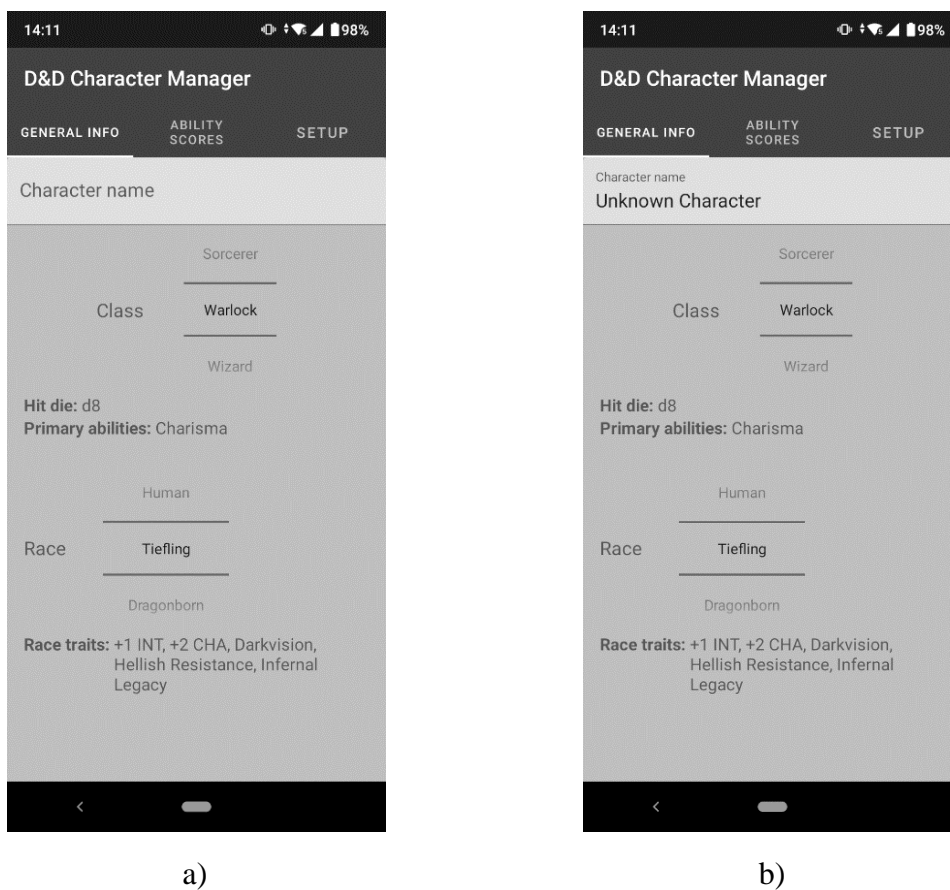 14:11 98%
D&D Character Manager
GENERAL INFO ABILITY SCORES SETUP
Character name
Sorcerer
Class Warlock
Wizard
Hit die: d8
Primary abilities: Charisma
Human
Race Tiefling
Dragonborn
Race traits: +1 INT, +2 CHA, Darkvision,
Hellish Resistance, Infernal
Legacy
a)
14:11 98%
D&D Character Manager
GENERAL INFO ABILITY SCORES SETUP
Character name
Unknown Character
Sorcerer
Class Warlock
Wizard
Hit die: d8
Primary abilities: Charisma
Human
Race Tiefling
Dragonborn
Race traits: +1 INT, +2 CHA, Darkvision,
Hellish Resistance, Infernal
Legacy
b)